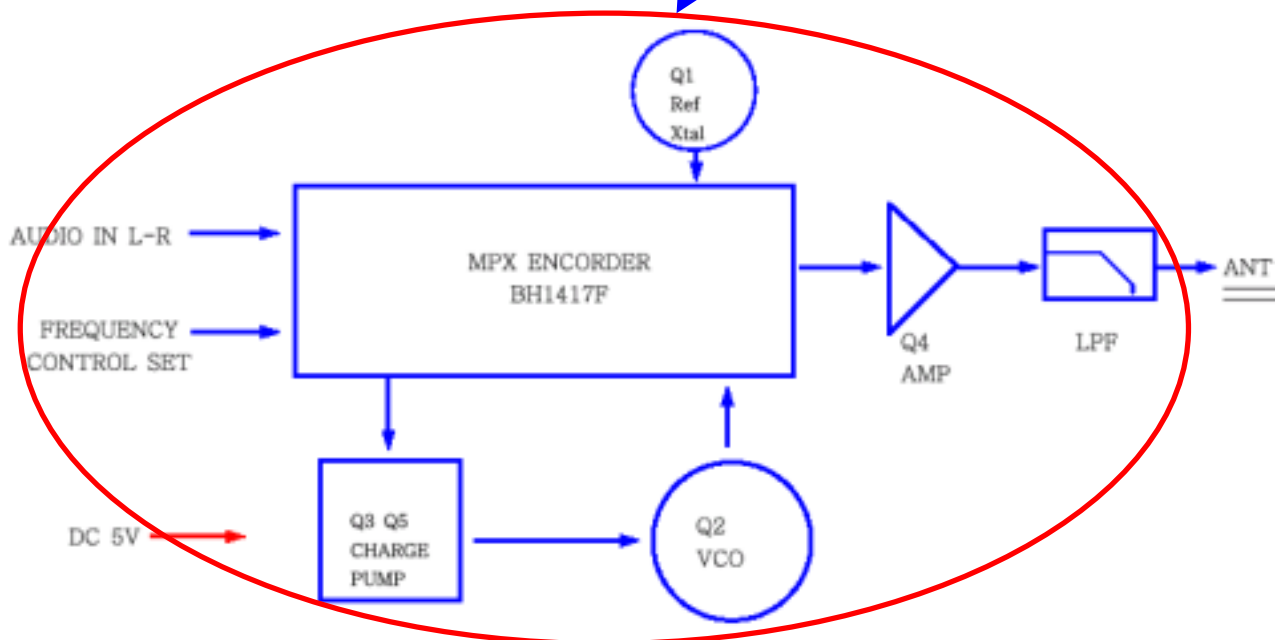 Q1
Ref
Xtal
AUDIO IN L-R
MPX ENCORDER
BH1417F
ANT
FREQUENCY
CONTROL SET
Q4
AMP
LPF
DC 5V
Q3 Q5
CHARGE
PUMP
Q2
VCO